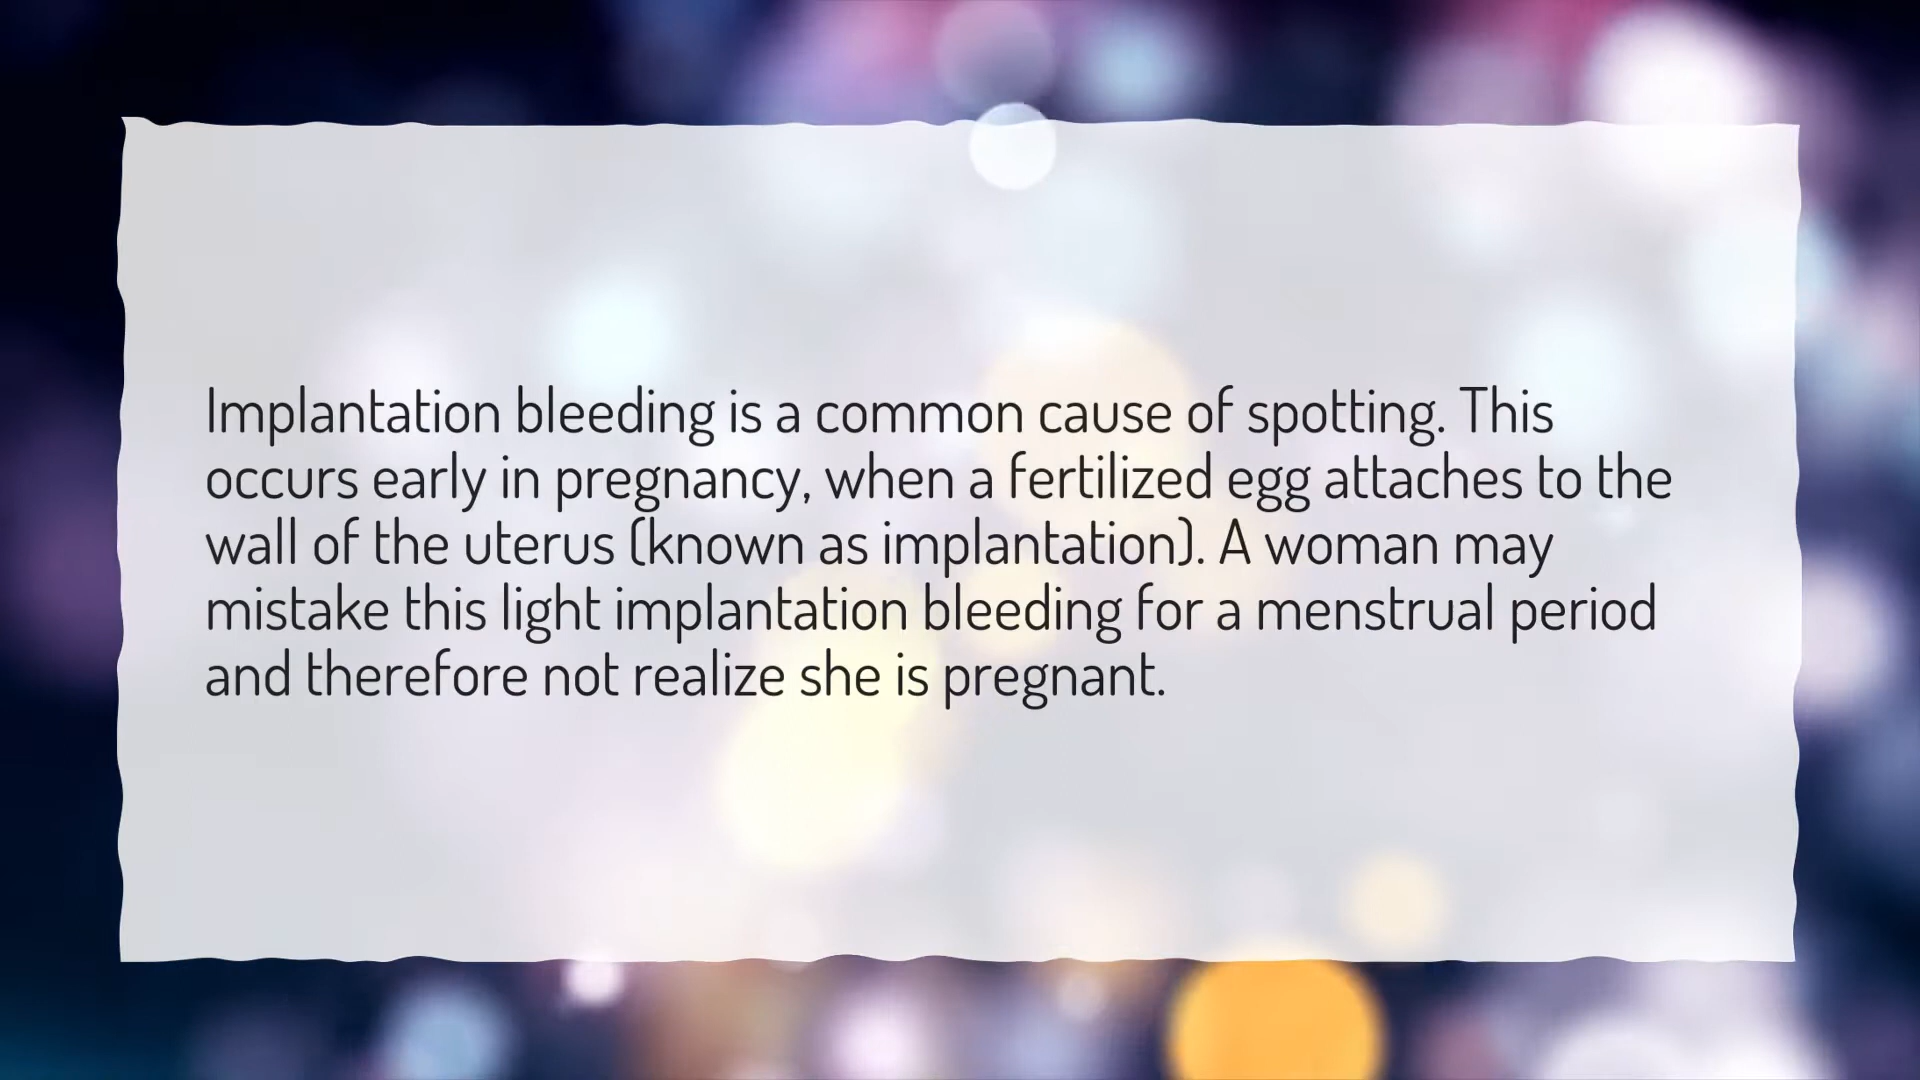 Implantation bleeding is a common cause of spotting. This
occurs early in pregnancy, when a fertilized egg attaches to the
wall of the uterus (known as implantation). A woman may
mistake this light implantation bleeding for a menstrual period
and therefore not realize she is pregnant.